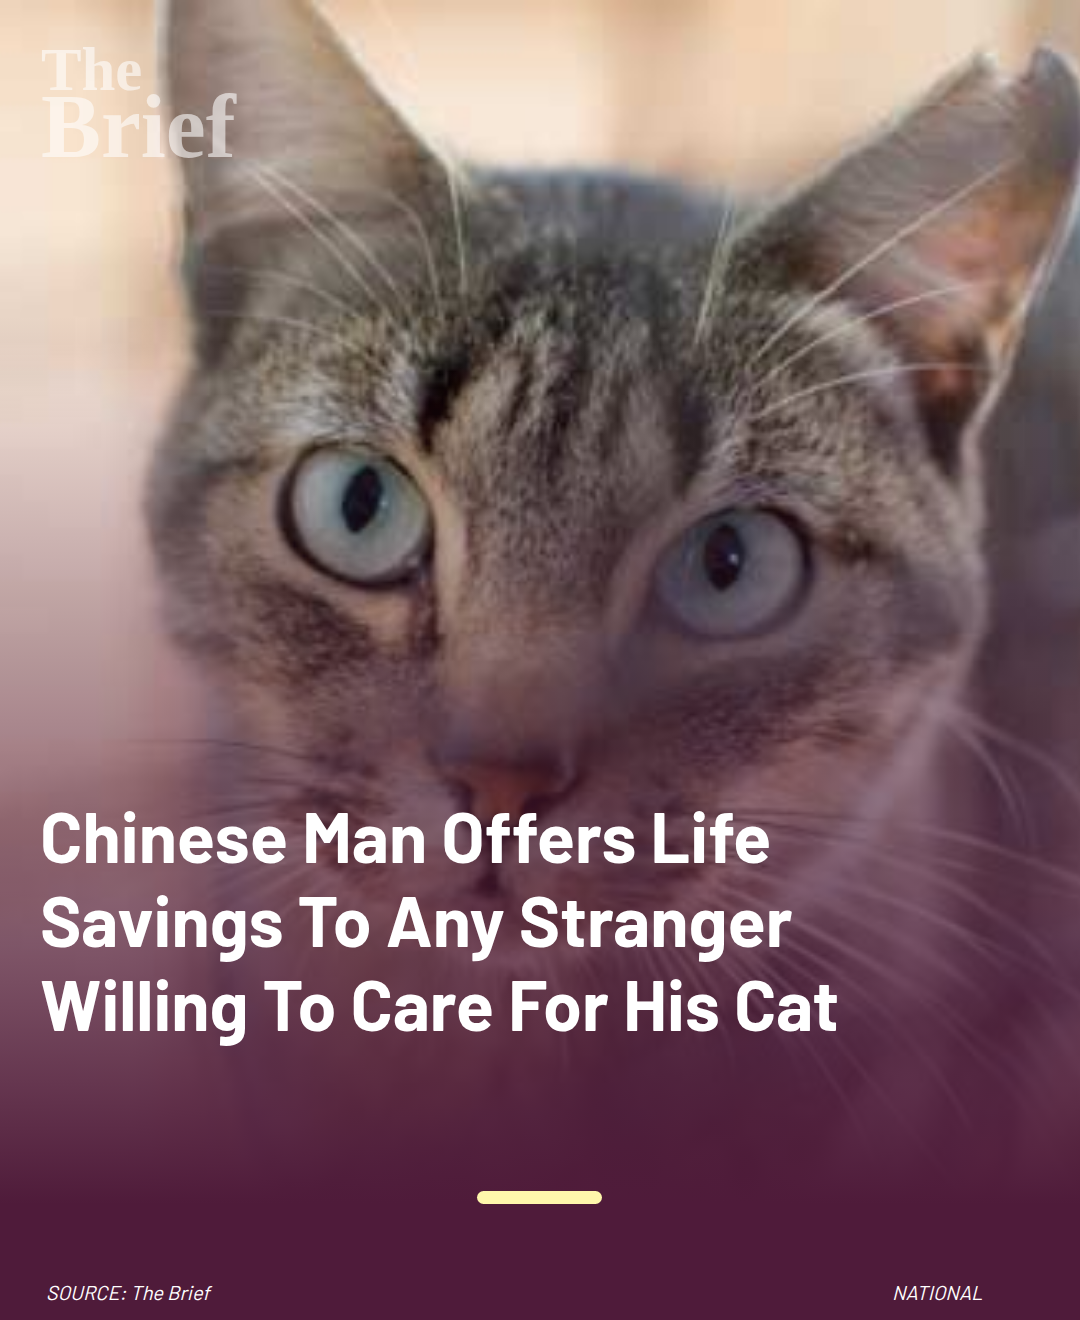 The
Brief
Chinese Man Offers Life
Savings To Any Stranger
Willing To Care For His Cat
SOURCE: The Brief
NATIONAL